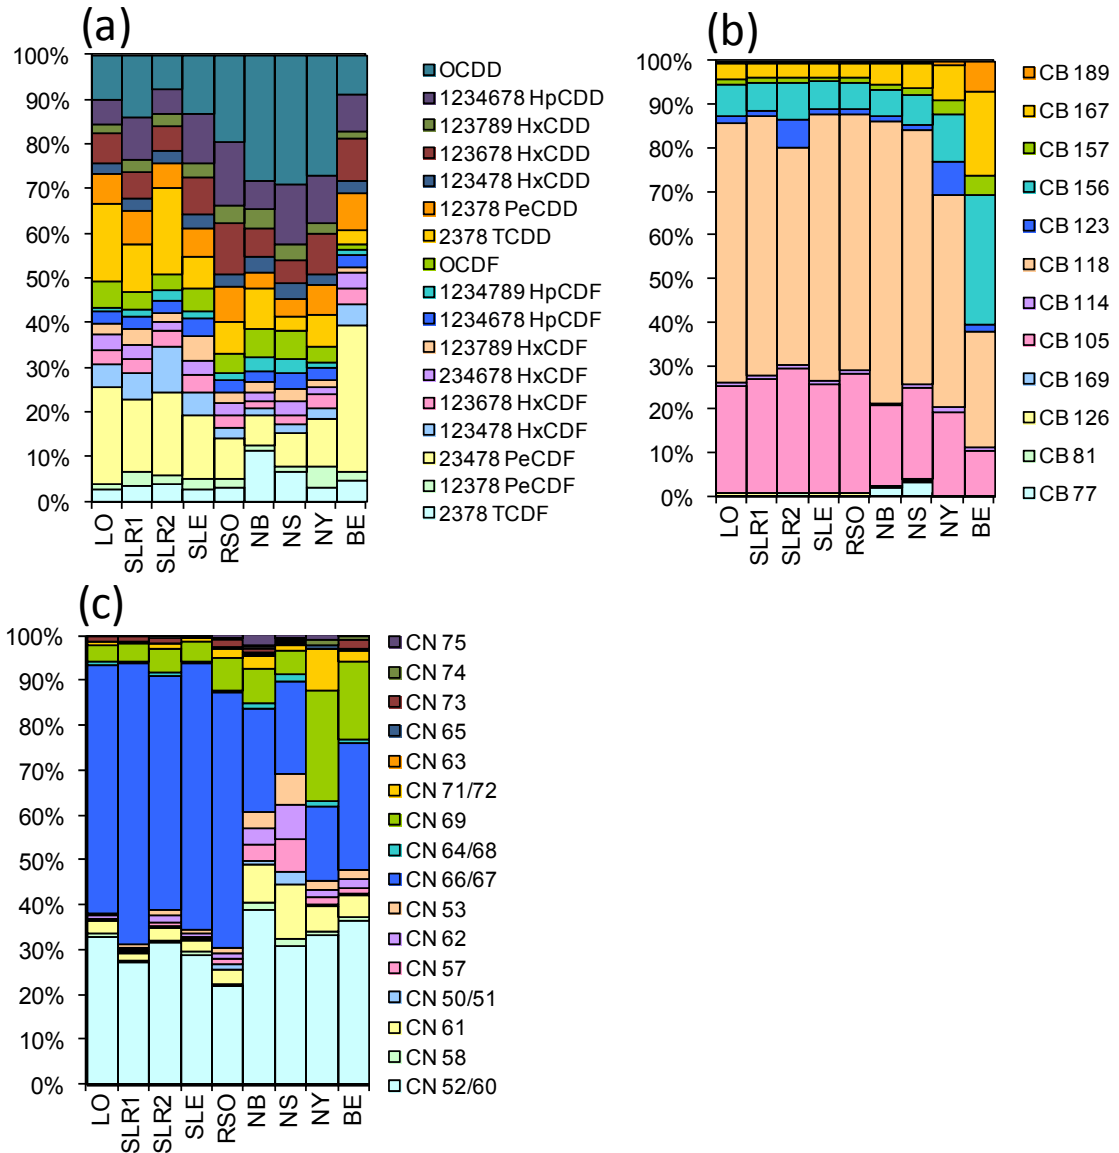 (a)
100%
90%
80%
70%
60%
50%
40%
30%
20%
10%
0%
LO
SLR1
SLR2
SLE
RSO
NB
NS
NY
BE
OCDD
1234678 HpCDD
123789 HxCDD
123678 HxCDD
123478 HxCDD
12378 PeCDD
2378 TCDD
OCDF
1234789 HpCDF
1234678 HpCDF
123789 HxCDF
234678 HxCDF
123678 HxCDF
123478 HxCDF
23478 PeCDF
12378 PeCDF
2378 TCDF
(b)
100%
90%
80%
70%
60%
50%
40%
30%
20%
10%
0%
LO
SLR1
SLR2
SLE
RSO
NB
NS
NY
BE
CB 189
CB 167
CB 157
CB 156
CB 123
CB 118
CB 114
CB 105
CB 169
CB 126
CB 81
CB 77
(c)
100%
90%
80%
70%
60%
50%
40%
30%
20%
10%
0%
LO
SLR1
SLR2
SLE
RSO
NB
NS
NY
BE
CN 75
CN 74
CN 73
CN 65
CN 63
CN 71/72
CN 69
CN 64/68
CN 66/67
CN 53
CN 62
CN 57
CN 50/51
CN 61
CN 58
CN 52/60